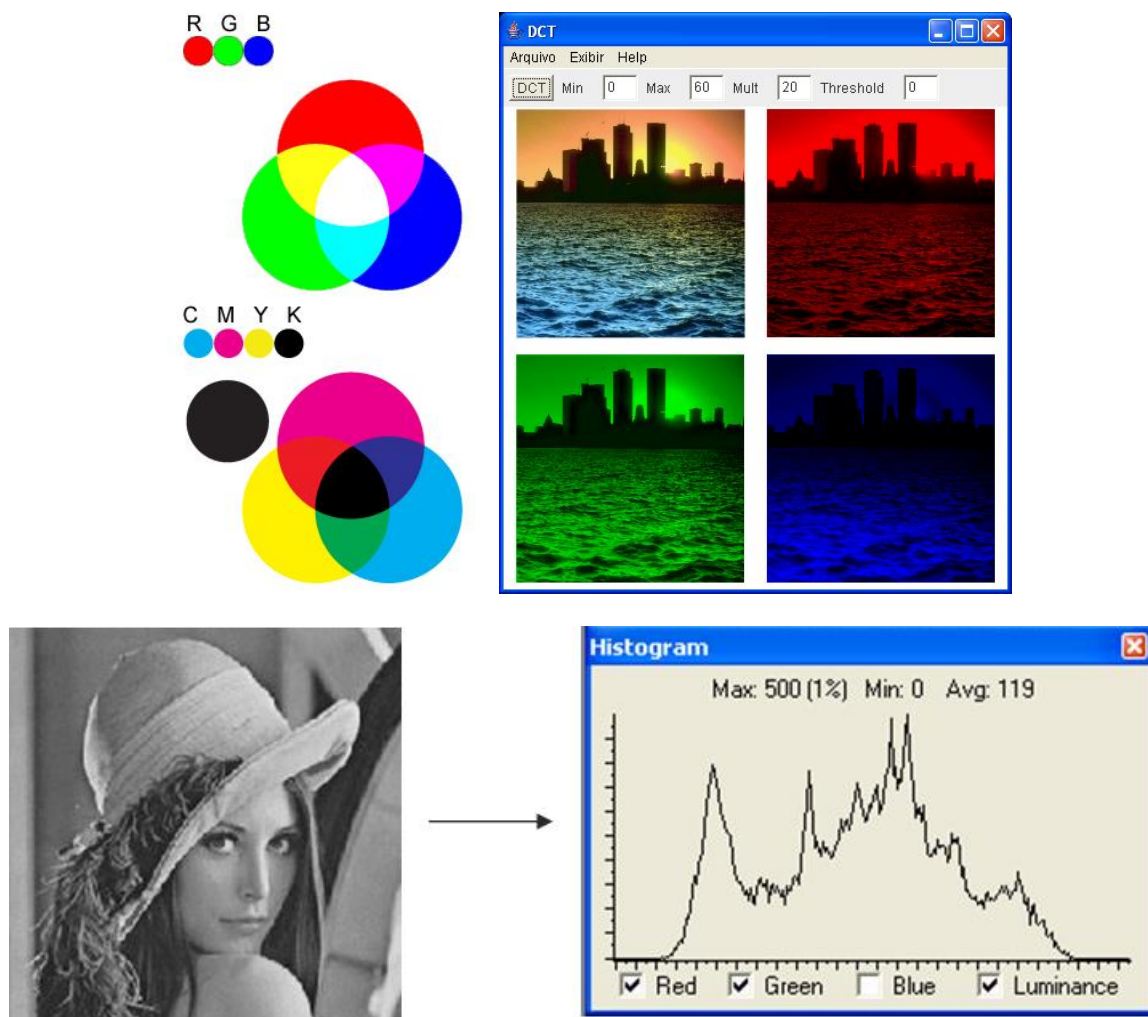 R G B
C M Y K
DCT
Arquivo Exibir Help
DCT Min 0 Max 60 Mult 20 Threshold 0
Histogram
Max: 500 (1%) Min: 0 Avg: 119
Red Green Blue Luminance